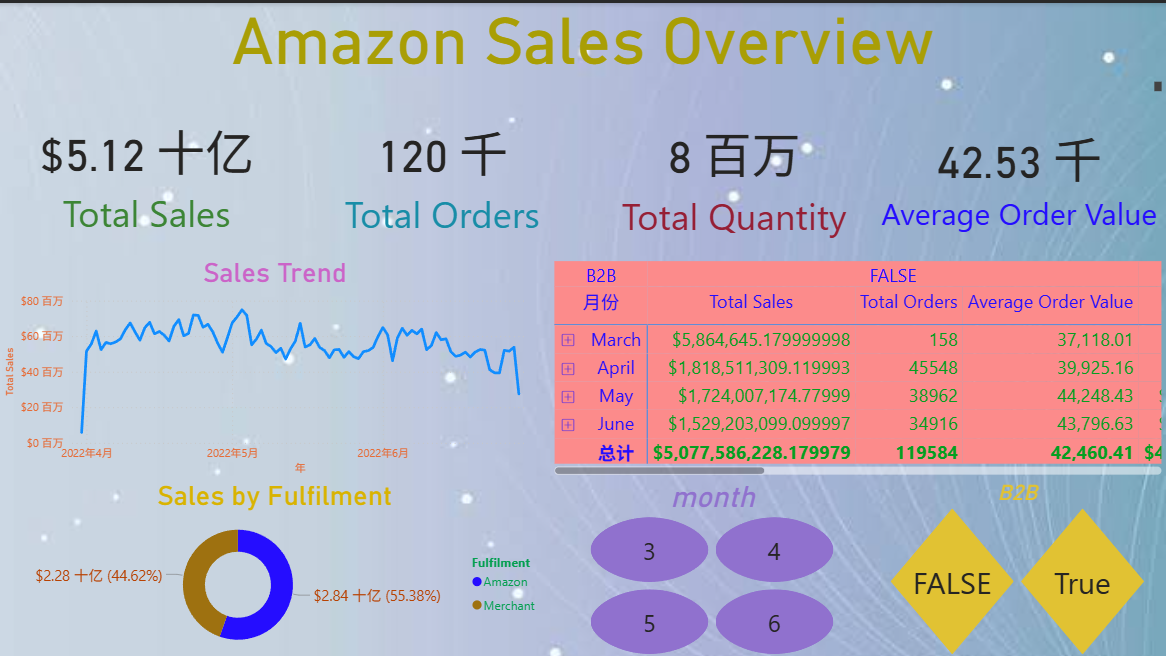 Amazon Sales Overview
$5.12 十亿
120 千
8 百万
42.53 千
Total Sales
Total Orders
Total Quantity
Average Order Value
Sales Trend
$80 百万
$60 百万
$40 百万
$20 百万
$0 百万
Total Sales
2022年4月
2022年5月
2022年6月
年
B2B FALSE
月份 Total Sales Total Orders Average Order Value
March $5,864,645.179999998 158 37,118.01
April $1,818,511,309.119993 45548 39,925.16
May $1,724,007,174.77999 38962 44,248.43
June $1,529,203,099.099997 34916 43,796.63
总计 $5,077,586,228.179979 119584 42,460.41 $4
Sales by Fulfilment
$2.28 十亿 (44.62%)
$2.84 十亿 (55.38%)
Fulfilment
Amazon
Merchant
month
3 4
5 6
B2B
FALSE True